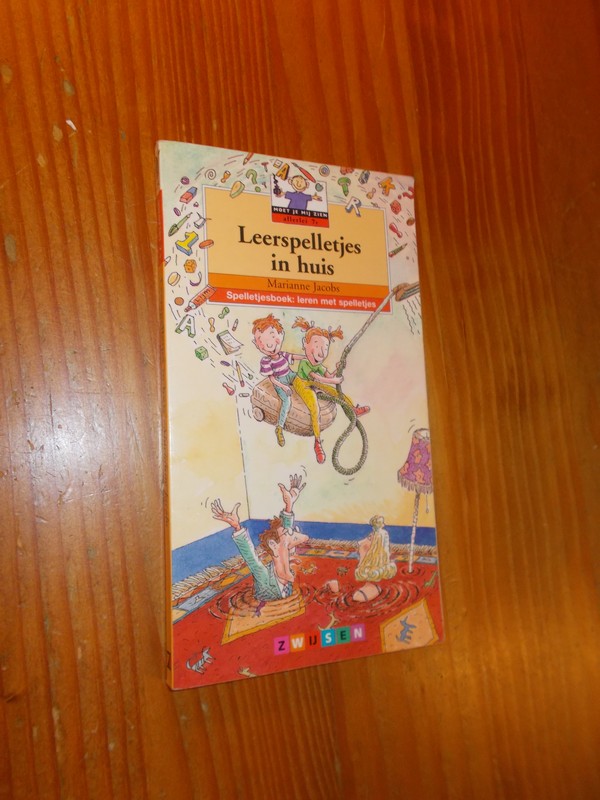 MOET JE MIJ ZIEN
Leerspelletjes
in huis
Marianne Jacobs
Spelletjesboek: leren met spelletjes
ZWIJSEN